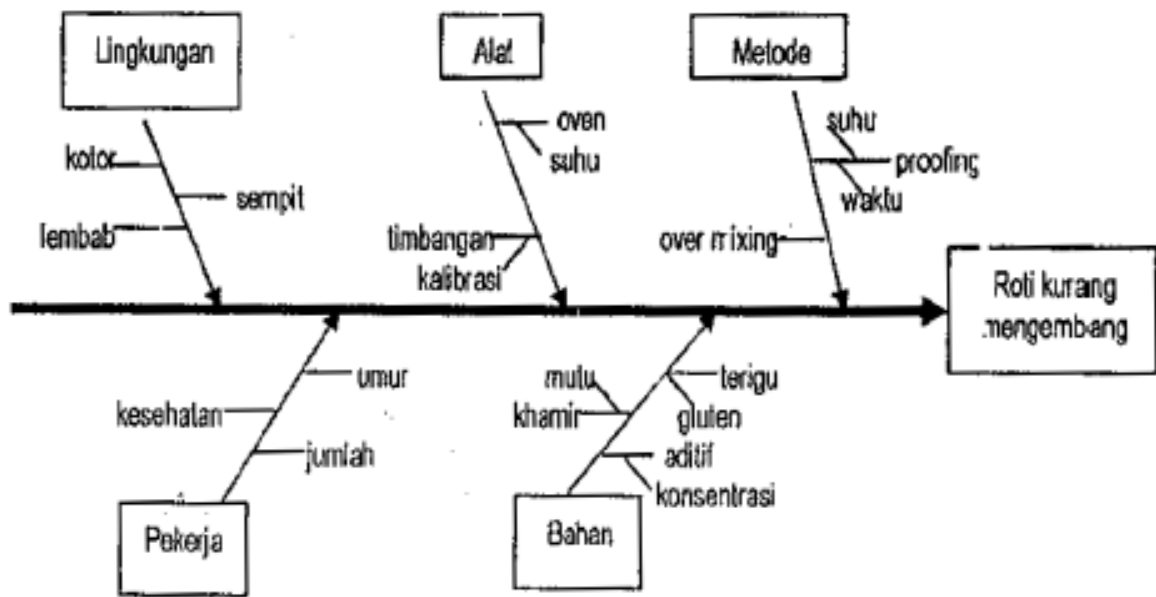 Lingkungan
Alat
Metode
kotor
sempit
lembab
oven
suhu
timbangan
kalibrasi
suhu
proofing
waktu
over mixing
Roti kurang
mengembang
umur
kesehatan
jumlah
Pekerja
mutu
khamir
terigu
gluten
aditif
konsentrasi
Bahan